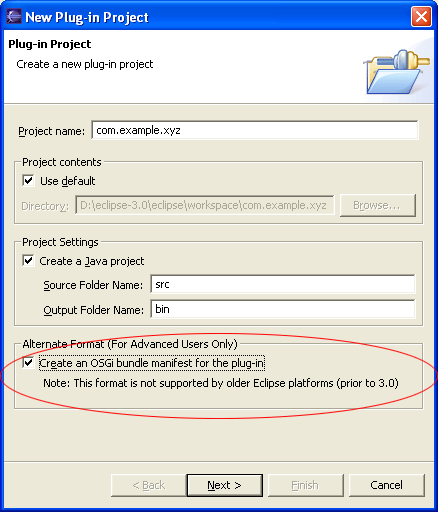 New Plug-in Project
Plug-in Project
Create a new plug-in project
Project name: com.example.xyz
Project contents
Use default
Directory: D:\eclipse-3.0\eclipse\workspace\com.example.xyz Browse...
Project Settings
Create a Java project
Source Folder Name: src
Output Folder Name: bin
Alternate Format (For Advanced Users Only)
Create an OSGi bundle manifest for the plug-in
Note: This format is not supported by older Eclipse platforms (prior to 3.0)
< Back Next > Finish Cancel